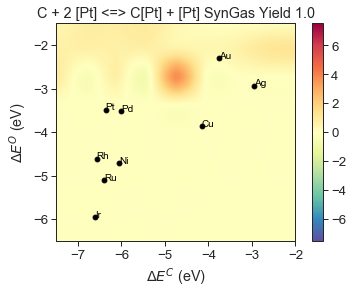 C + 2 [Pt] <=> C[Pt] + [Pt] SynGas Yield 1.0
−2
−3
−4
−5
−6
ΔE^O (eV)
Au
Ag
Pt
Pd
Cu
Rh
Ni
Ru
Ir
−7
−6
−5
−4
−3
−2
ΔE^C (eV)
6
4
2
0
−2
−4
−6